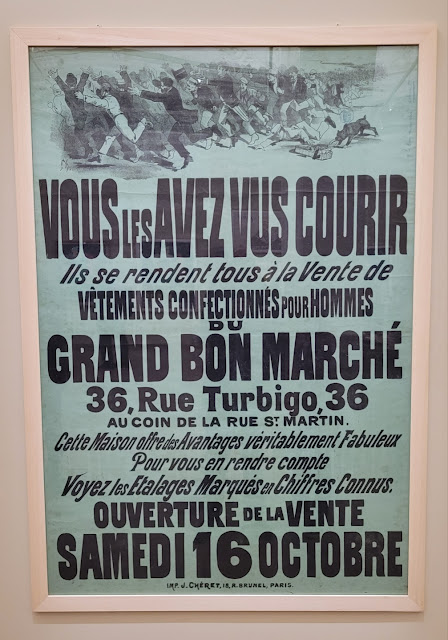 VOUS LES AVEZ VUS COURIR
Ils se rendent tous à la Vente de
VÊTEMENTS CONFECTIONNÉS POUR HOMMES
DU
GRAND BON MARCHÉ
36, Rue Turbigo, 36
AU COIN DE LA RUE ST MARTIN.
Cette Maison offre des Avantages véritablement Fabuleux
Pour vous en rendre compte
Voyez les Etalages Marqués en Chiffres Connus.
OUVERTURE DE LA VENTE
SAMEDI 16 OCTOBRE
IMP. J. CHÉRET, 18, R. BRUNEL, PARIS.